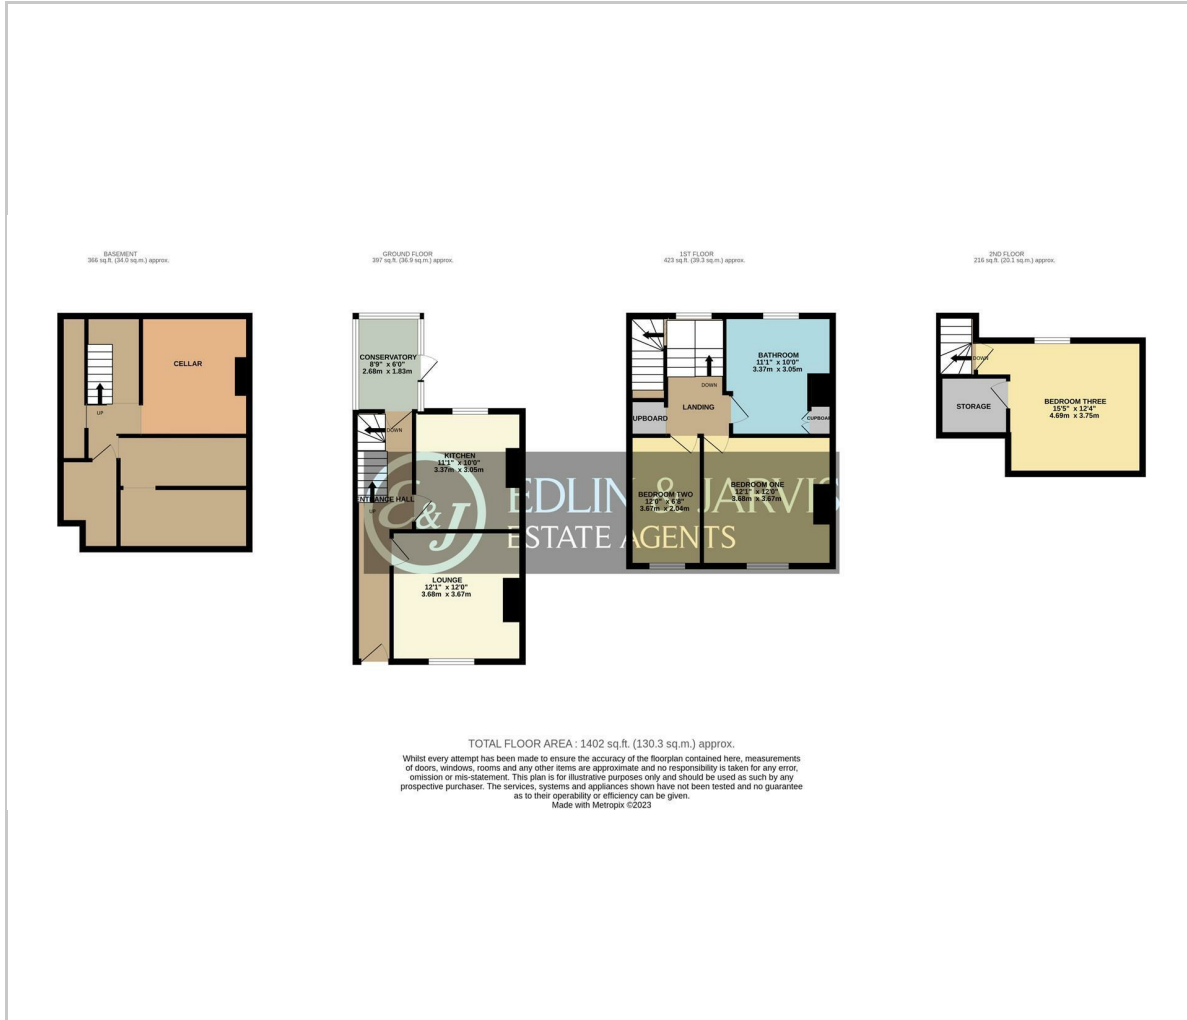 BASEMENT
366 sq.ft. (34.0 sq.m.) approx.
CELLAR
UP
GROUND FLOOR
397 sq.ft. (36.9 sq.m.) approx.
CONSERVATORY
8'9" x 6'0"
2.68m x 1.83m
DOWN
KITCHEN
11'1" x 10'0"
3.37m x 3.05m
ENTRANCE HALL
UP
LOUNGE
12'1" x 12'0"
3.68m x 3.67m
1ST FLOOR
423 sq.ft. (39.3 sq.m.) approx.
BATHROOM
11'1" x 10'0"
3.37m x 3.05m
DOWN
LANDING
UPBOARD
CUPBOAR
BEDROOM TWO
12'0" x 6'8"
3.67m x 2.04m
BEDROOM ONE
12'1" x 12'0"
3.68m x 3.67m
2ND FLOOR
216 sq.ft. (20.1 sq.m.) approx.
DOWN
STORAGE
BEDROOM THREE
15'5" x 12'4"
4.69m x 3.75m
E&J
EDLIN & JARVIS
ESTATE AGENTS
TOTAL FLOOR AREA : 1402 sq.ft. (130.3 sq.m.) approx.
Whilst every attempt has been made to ensure the accuracy of the floorplan contained here, measurements
of doors, windows, rooms and any other items are approximate and no responsibility is taken for any error,
omission or mis-statement. This plan is for illustrative purposes only and should be used as such by any
prospective purchaser. The services, systems and appliances shown have not been tested and no guarantee
as to their operability or efficiency can be given.
Made with Metropix ©2023